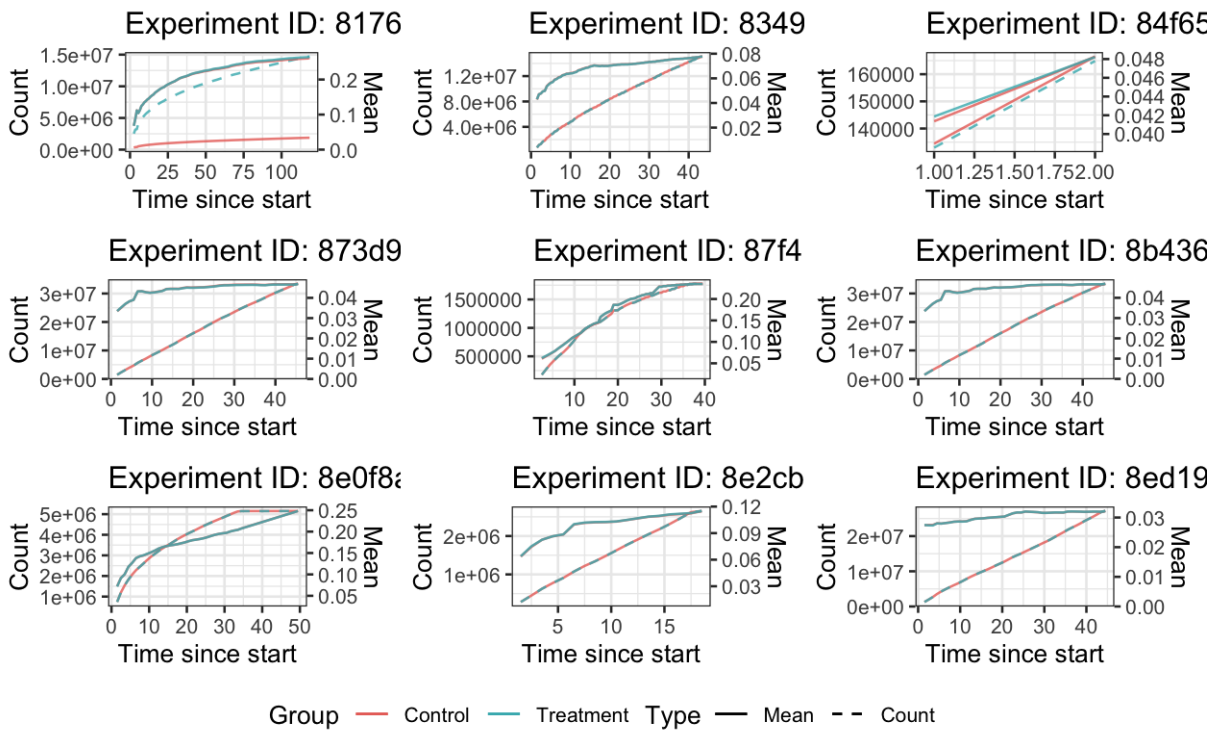 Experiment ID: 8176
Experiment ID: 8349
Experiment ID: 84f65
Count
1.5e+07
1.0e+07
5.0e+06
0.0e+00
0.2
0.1
0.0
Mean
0
25
50
75
100
Time since start
Count
1.2e+07
8.0e+06
4.0e+06
0.08
0.06
0.04
0.02
Mean
0
10
20
30
40
Time since start
Count
160000
150000
140000
0.048
0.046
0.044
0.042
0.040
Mean
1.00
1.25
1.50
1.75
2.00
Time since start
Experiment ID: 873d9
Experiment ID: 87f4
Experiment ID: 8b436
Count
3e+07
2e+07
1e+07
0e+00
0.04
0.03
0.02
0.01
0.00
Mean
0
10
20
30
40
Time since start
Count
1500000
1000000
500000
0.20
0.15
0.10
0.05
Mean
10
20
30
40
Time since start
Count
3e+07
2e+07
1e+07
0e+00
0.04
0.03
0.02
0.01
0.00
Mean
0
10
20
30
40
Time since start
Experiment ID: 8e0f8a
Experiment ID: 8e2cb
Experiment ID: 8ed19
Count
5e+06
4e+06
3e+06
2e+06
1e+06
0.25
0.20
0.15
0.10
0.05
Mean
0
10
20
30
40
50
Time since start
Count
2e+06
1e+06
0.12
0.09
0.06
0.03
Mean
5
10
15
Time since start
Count
2e+07
1e+07
0e+00
0.03
0.02
0.01
0.00
Mean
0
10
20
30
40
Time since start
Group Control Treatment Type Mean Count